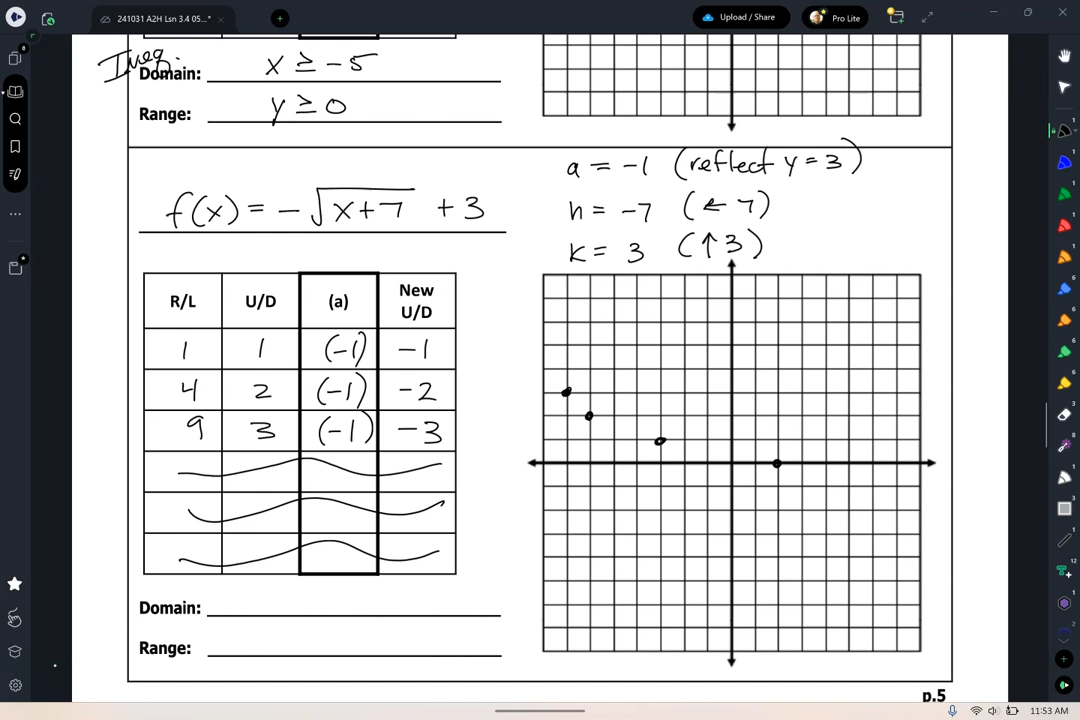 241031 A2H Lsn 3.4 05...*
Upload / Share
Pro Lite
Ineq.
Domain: x ≥ -5
Range: y ≥ 0
a = -1 (reflect y = 3)
f(x) = -√x+7 + 3
h = -7 (← 7)
k = 3 (↑ 3)
R/L U/D (a) New U/D
1 1 (-1) -1
4 2 (-1) -2
9 3 (-1) -3
Domain:
Range:
p.5
11:53 AM